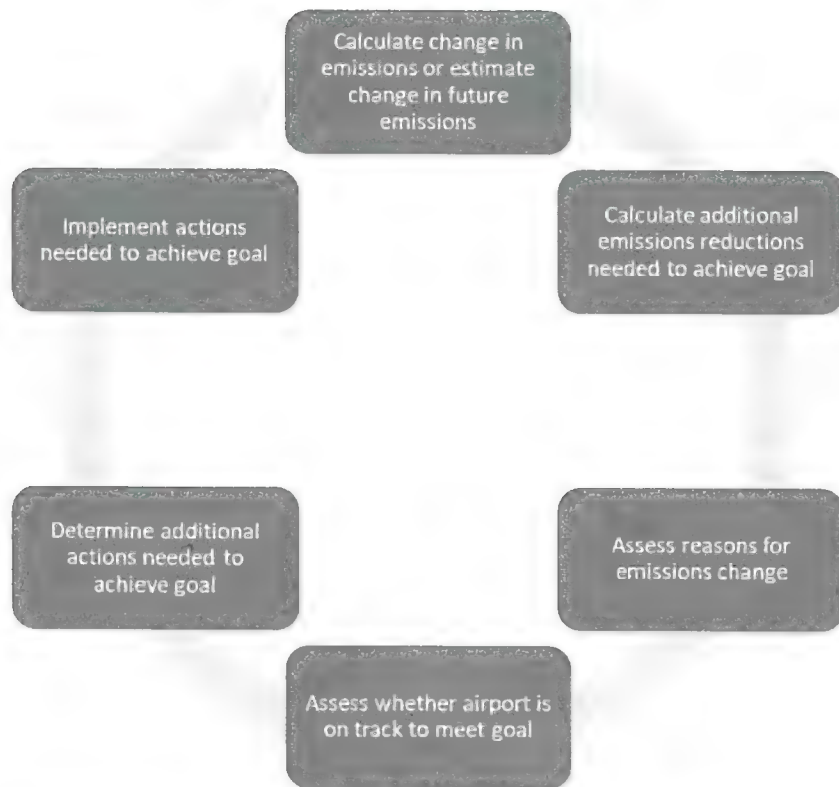 Calculate change in
emissions or estimate
change in future
emissions
Calculate additional
emissions reductions
needed to achieve goal
Assess reasons for
emissions change
Assess whether airport is
on track to meet goal
Determine additional
actions needed to
achieve goal
Implement actions
needed to achieve goal